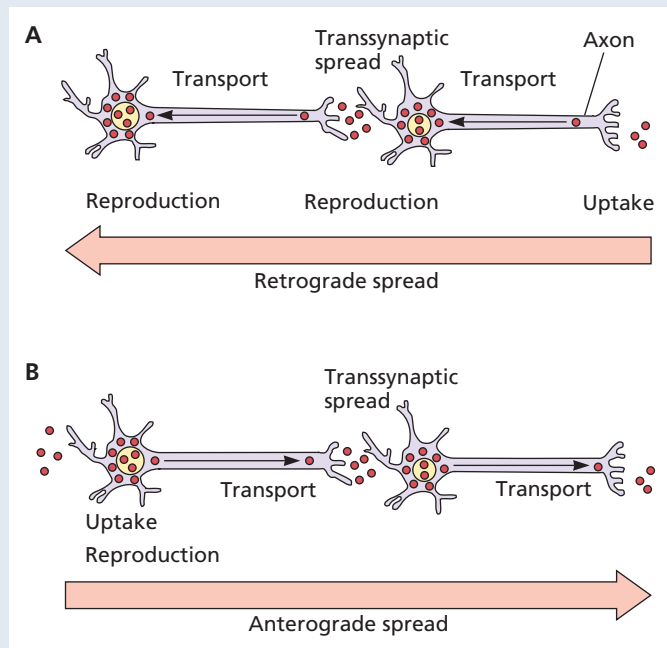 A
Transsynaptic
spread
Axon
Transport
Transport
Reproduction
Reproduction
Uptake
Retrograde spread
B
Transsynaptic
spread
Transport
Transport
Uptake
Reproduction
Anterograde spread